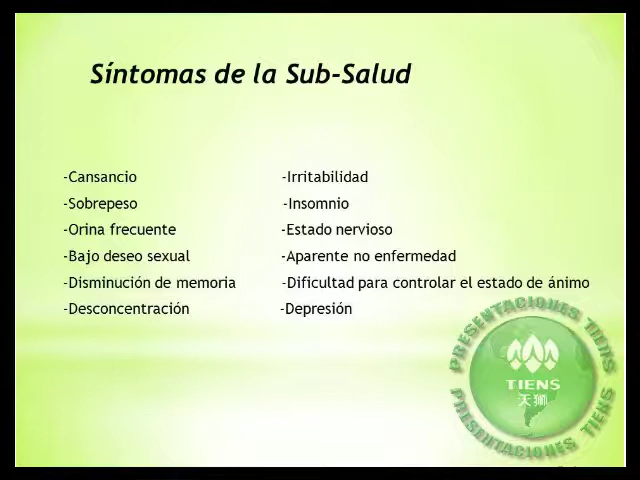 Síntomas de la Sub-Salud
-Cansancio
-Sobrepeso
-Orina frecuente
-Bajo deseo sexual
-Disminución de memoria
-Desconcentración
-Irritabilidad
-Insomnio
-Estado nervioso
-Aparente no enfermedad
-Dificultad para controlar el estado de ánimo
-Depresión
PRESENTACIONES TIENS
TIENS
天狮
PRESENTACIONES TIENS